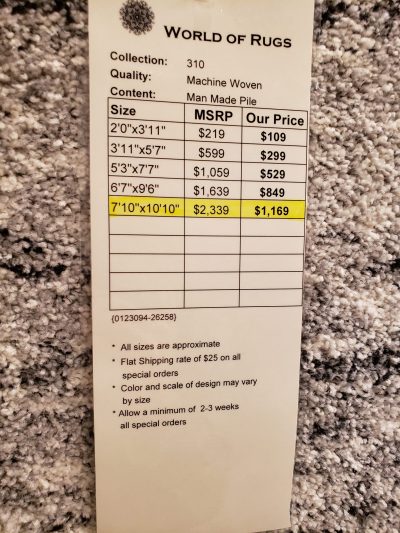 WORLD OF RUGS
Collection: 310
Quality: Machine Woven
Content: Man Made Pile
Size MSRP Our Price
2'0"x3'11" $219 $109
3'11"x5'7" $599 $299
5'3"x7'7" $1,059 $529
6'7"x9'6" $1,639 $849
7'10"x10'10" $2,339 $1,169
{0123094-26258}
* All sizes are approximate
* Flat Shipping rate of $25 on all
special orders
* Color and scale of design may vary
by size
* Allow a minimum of 2-3 weeks
all special orders